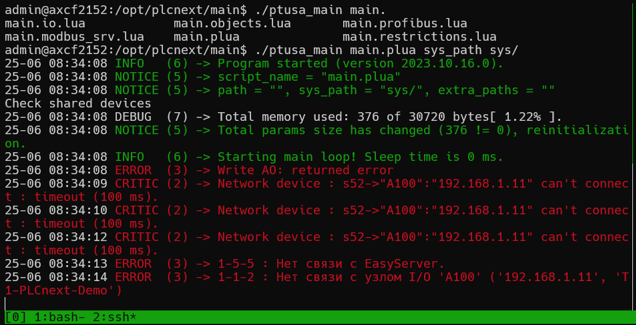 admin@axcf2152:/opt/plcnext/main$ ./ptusa_main main.
main.io.lua          main.objects.lua       main.profibus.lua
main.modbus_srv.lua  main.plua              main.restrictions.lua
admin@axcf2152:/opt/plcnext/main$ ./ptusa_main main.plua sys_path sys/
25-06 08:34:08 INFO   (6) -> Program started (version 2023.10.16.0).
25-06 08:34:08 NOTICE (5) -> script_name = "main.plua"
25-06 08:34:08 NOTICE (5) -> path = "", sys_path = "sys/", extra_paths = ""
Check shared devices
25-06 08:34:08 DEBUG  (7) -> Total memory used: 376 of 30720 bytes[ 1.22% ].
25-06 08:34:08 NOTICE (5) -> Total params size has changed (376 != 0), reinitializati
on.
25-06 08:34:08 INFO   (6) -> Starting main loop! Sleep time is 0 ms.
25-06 08:34:08 ERROR  (3) -> Write AO: returned error
25-06 08:34:09 CRITIC (2) -> Network device : s52->"A100":"192.168.1.11" can't connec
t : timeout (100 ms).
25-06 08:34:10 CRITIC (2) -> Network device : s52->"A100":"192.168.1.11" can't connec
t : timeout (100 ms).
25-06 08:34:12 CRITIC (2) -> Network device : s52->"A100":"192.168.1.11" can't connec
t : timeout (100 ms).
25-06 08:34:13 ERROR  (3) -> 1-5-5 : Нет связи с EasyServer.
25-06 08:34:14 ERROR  (3) -> 1-1-2 : Нет связи с узлом I/O 'A100' ('192.168.1.11', 'T
1-PLCnext-Demo')
[0] 1:bash- 2:ssh*